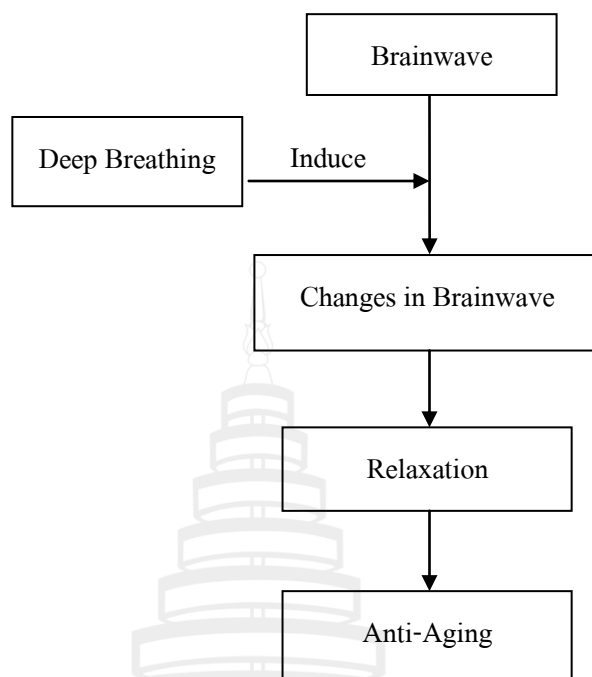 Brainwave
Deep Breathing
Induce
Changes in Brainwave
Relaxation
Anti-Aging